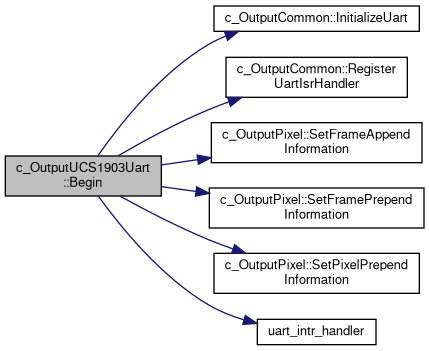 c_OutputCommon::InitializeUart
c_OutputCommon::Register
UartIsrHandler
c_OutputPixel::SetFrameAppend
Information
c_OutputUCS1903Uart
::Begin
c_OutputPixel::SetFramePrepend
Information
c_OutputPixel::SetPixelPrepend
Information
uart_intr_handler